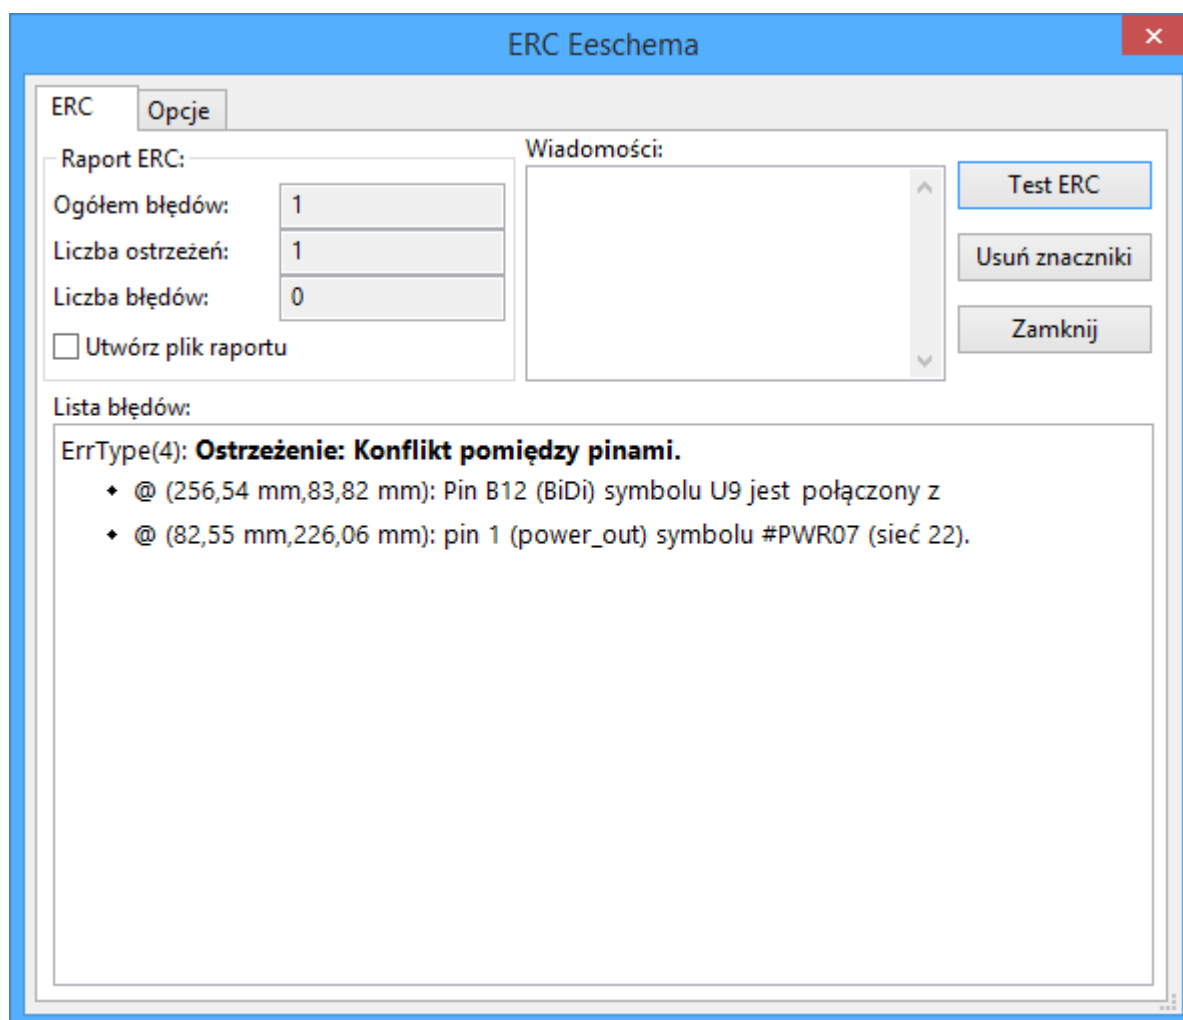 ERC Eeschema
ERC
Opcje
Raport ERC:
Ogółem błędów:
1
Liczba ostrzeżeń:
1
Liczba błędów:
0
Utwórz plik raportu
Wiadomości:
Test ERC
Usuń znaczniki
Zamknij
Lista błędów:
ErrType(4): Ostrzeżenie: Konflikt pomiędzy pinami.
@ (256,54 mm,83,82 mm): Pin B12 (BiDi) symbolu U9 jest połączony z
@ (82,55 mm,226,06 mm): pin 1 (power_out) symbolu #PWR07 (sieć 22).